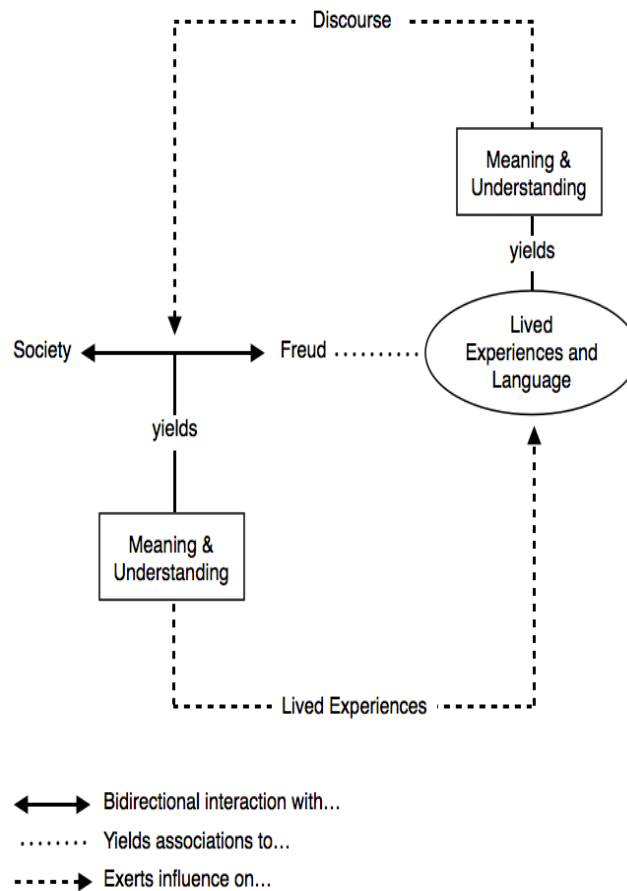 Discourse
Meaning &
Understanding
yields
Lived
Experiences and
Language
Society
Freud
yields
Meaning &
Understanding
Lived Experiences
Bidirectional interaction with…
Yields associations to…
Exerts influence on…